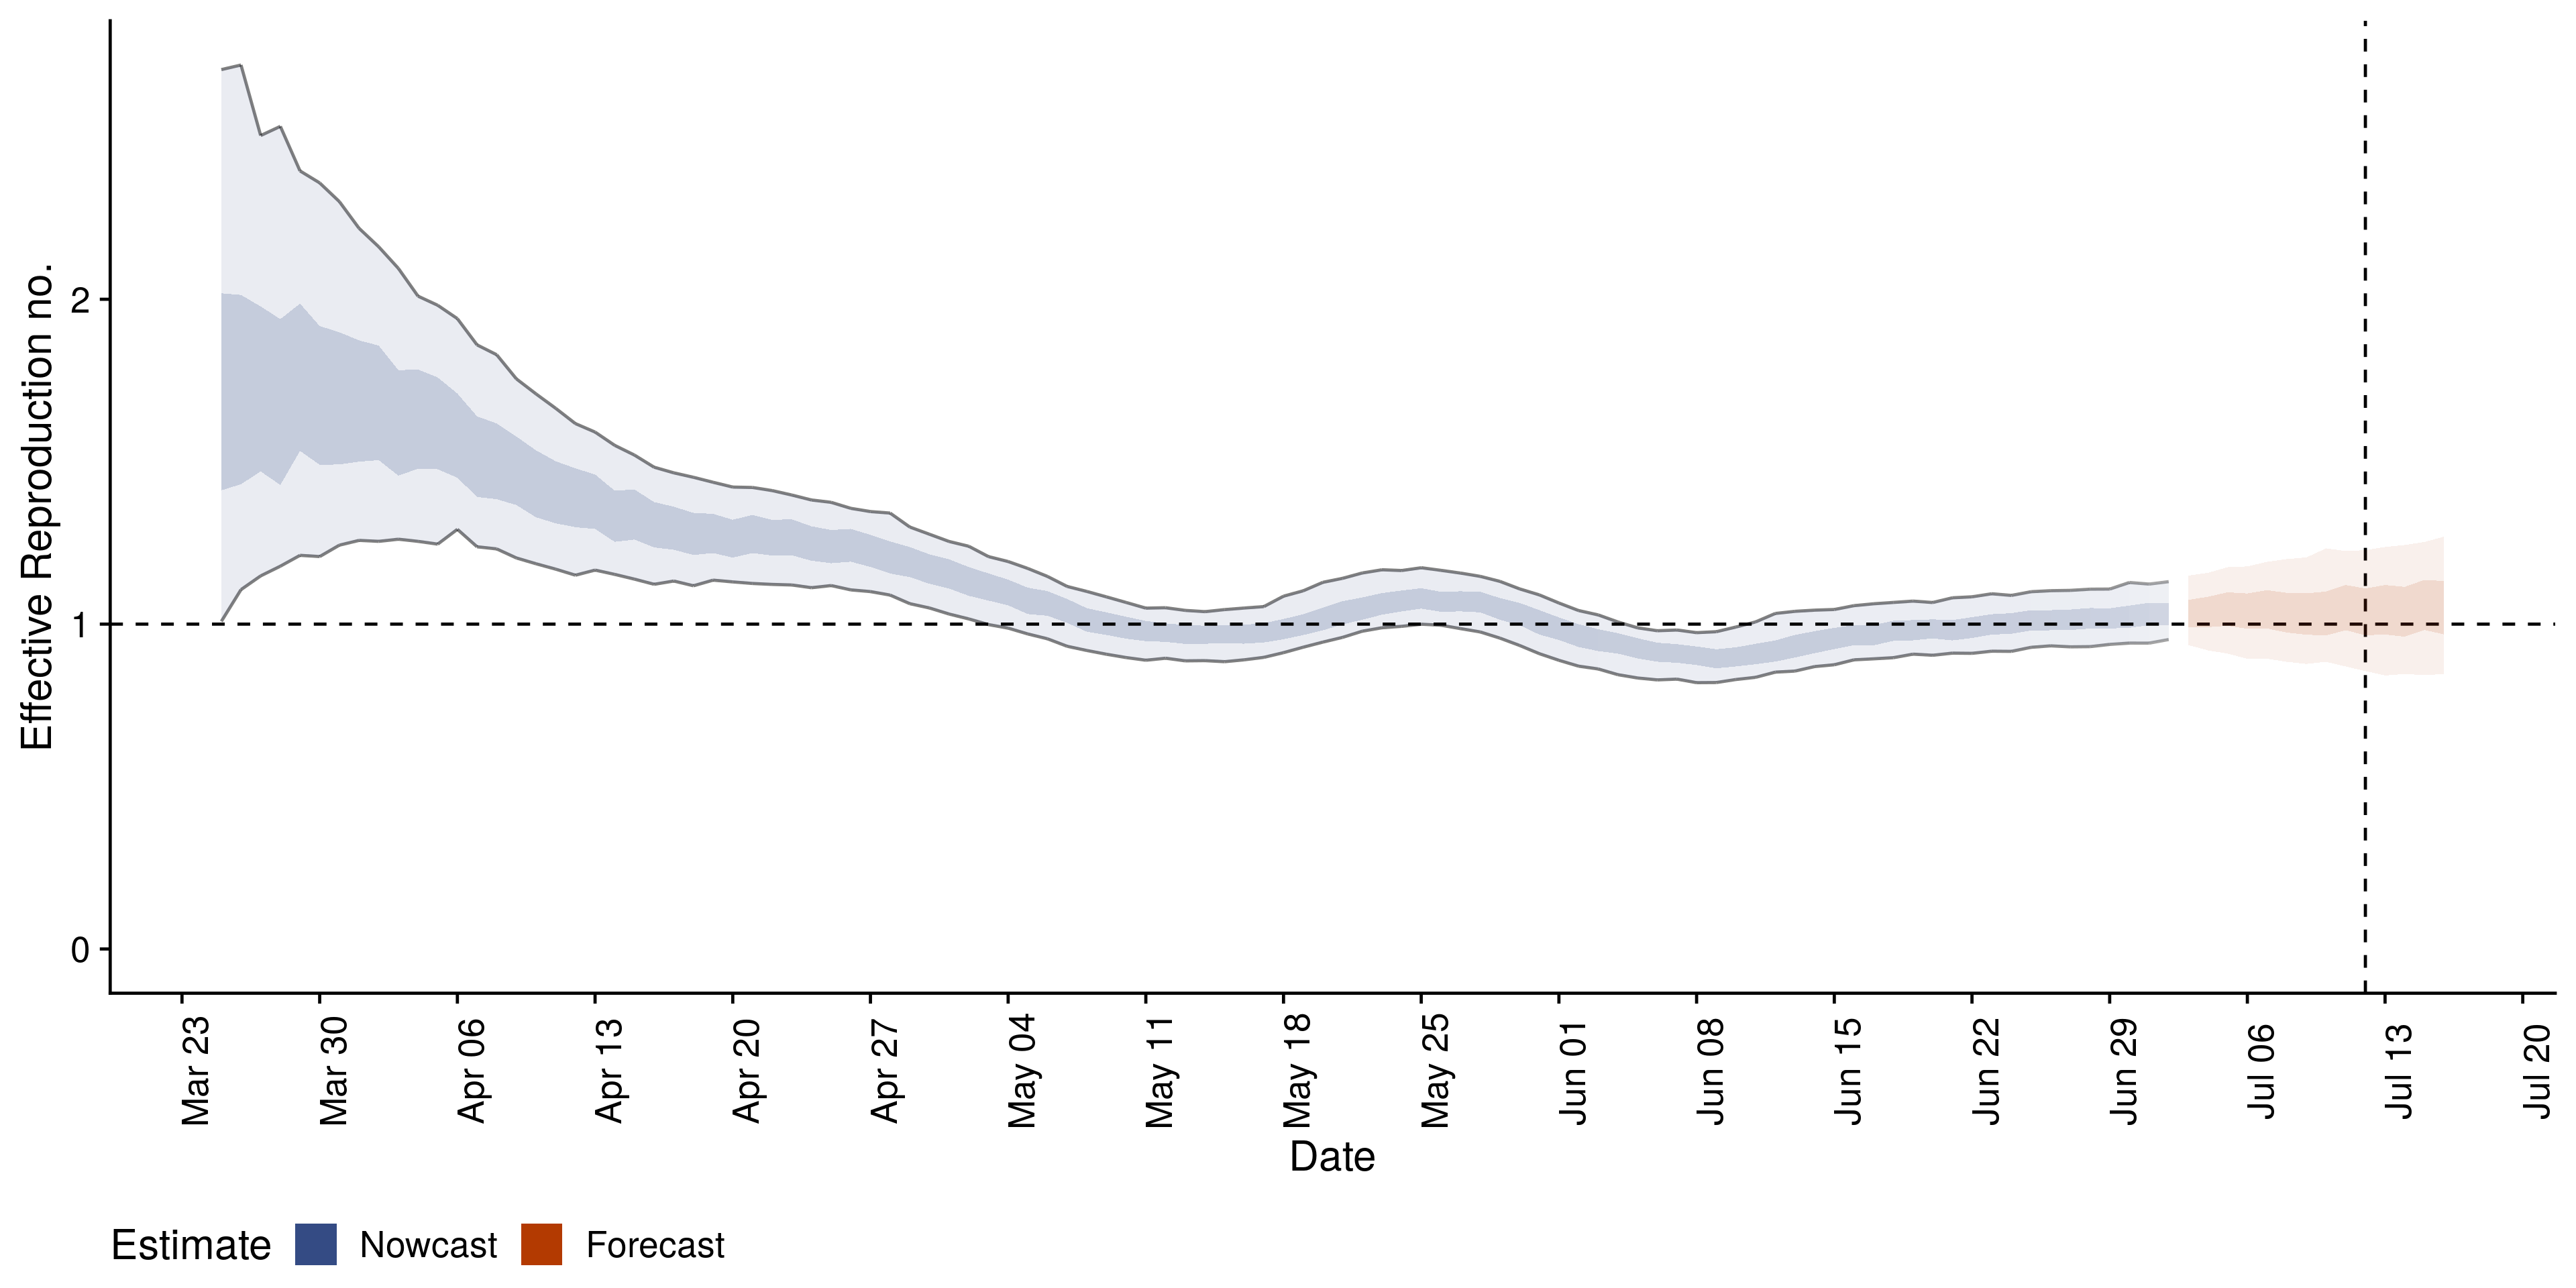 Effective Reproduction no.
2
1
0
Mar 23
Mar 30
Apr 06
Apr 13
Apr 20
Apr 27
May 04
May 11
May 18
May 25
Jun 01
Jun 08
Jun 15
Jun 22
Jun 29
Jul 06
Jul 13
Jul 20
Date
Estimate Nowcast Forecast